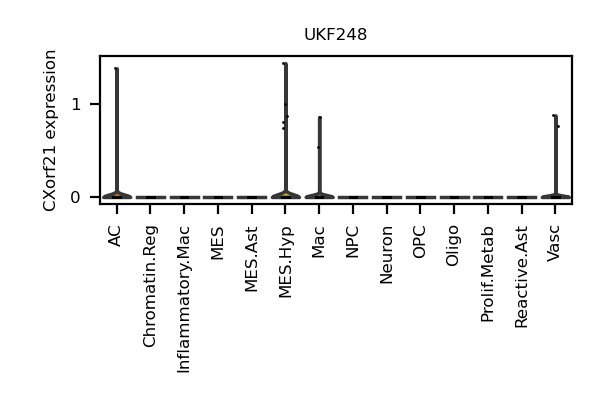 UKF248
CXorf21 expression
1
0
AC
Chromatin.Reg
Inflammatory.Mac
MES
MES.Ast
MES.Hyp
Mac
NPC
Neuron
OPC
Oligo
Prolif.Metab
Reactive.Ast
Vasc